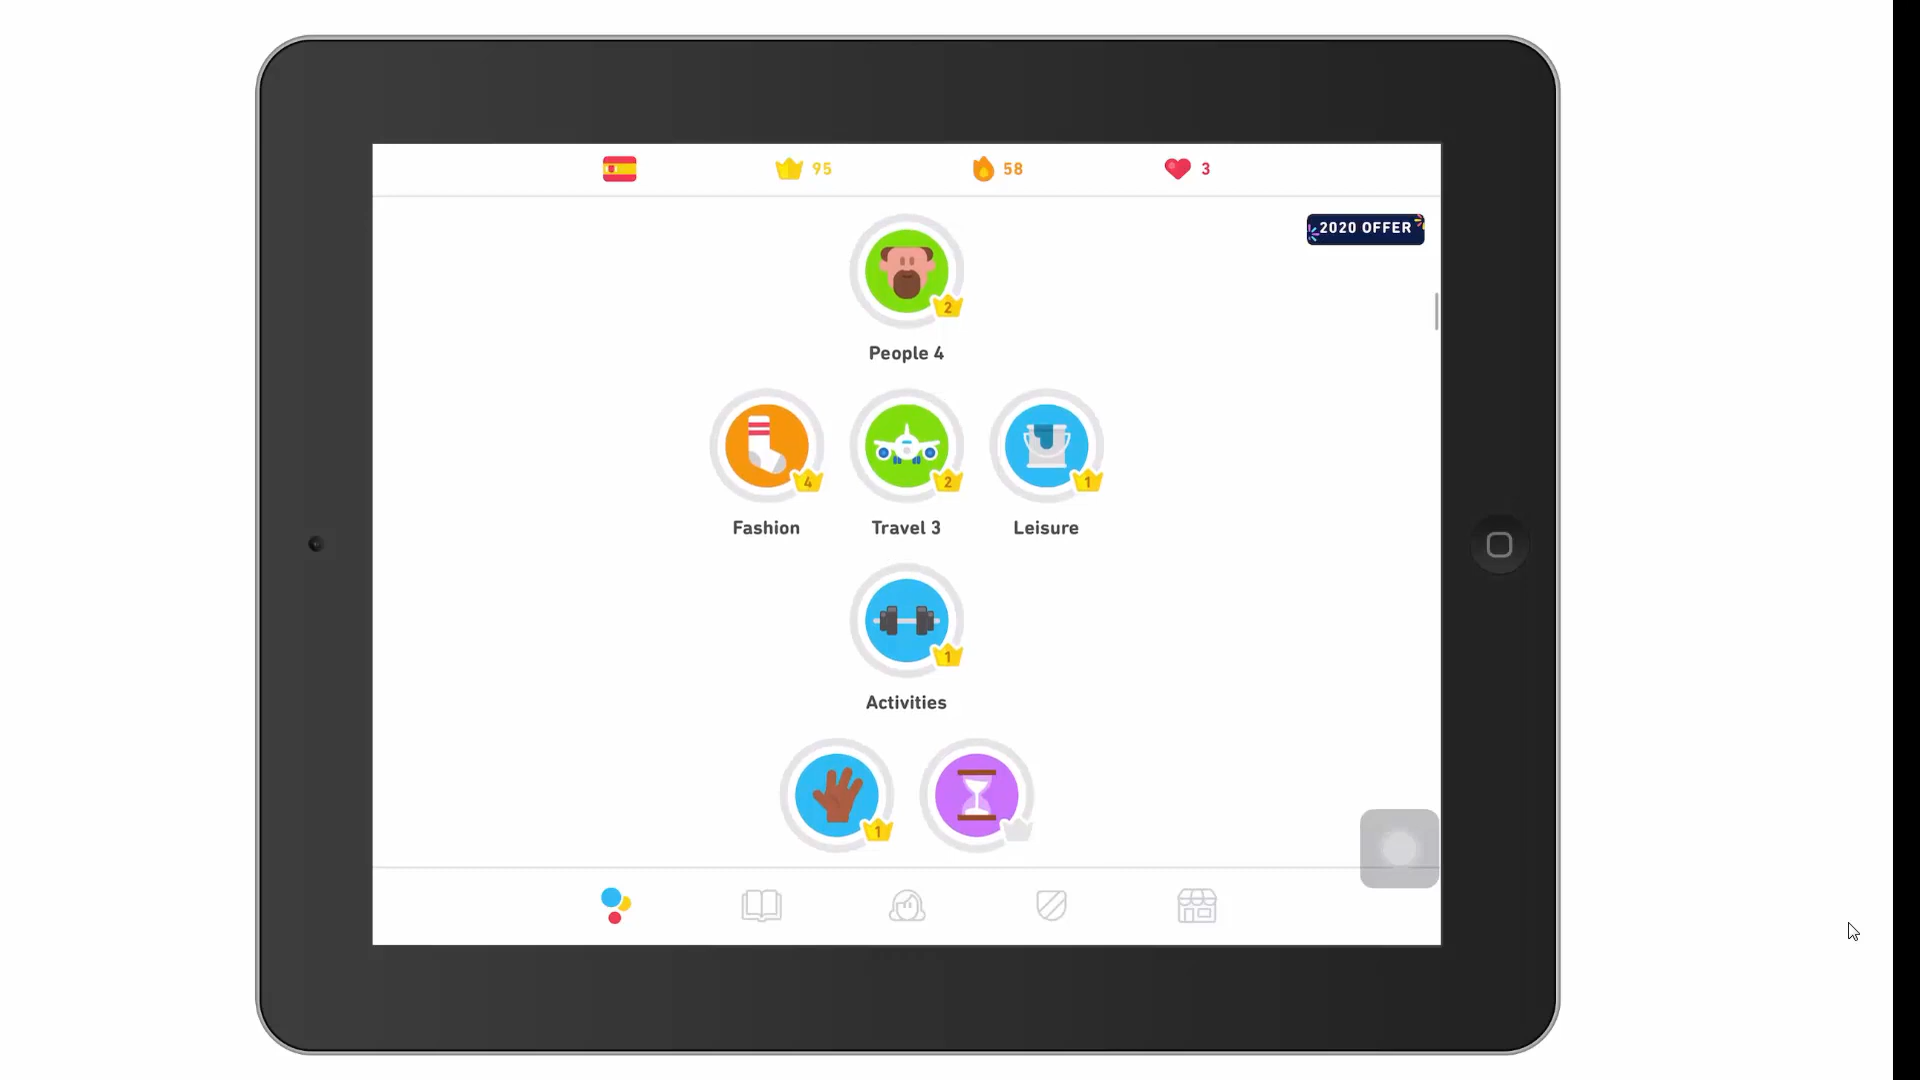 95
58
3
2020 OFFER
2
People 4
4
2
1
Fashion
Travel 3
Leisure
1
Activities
1